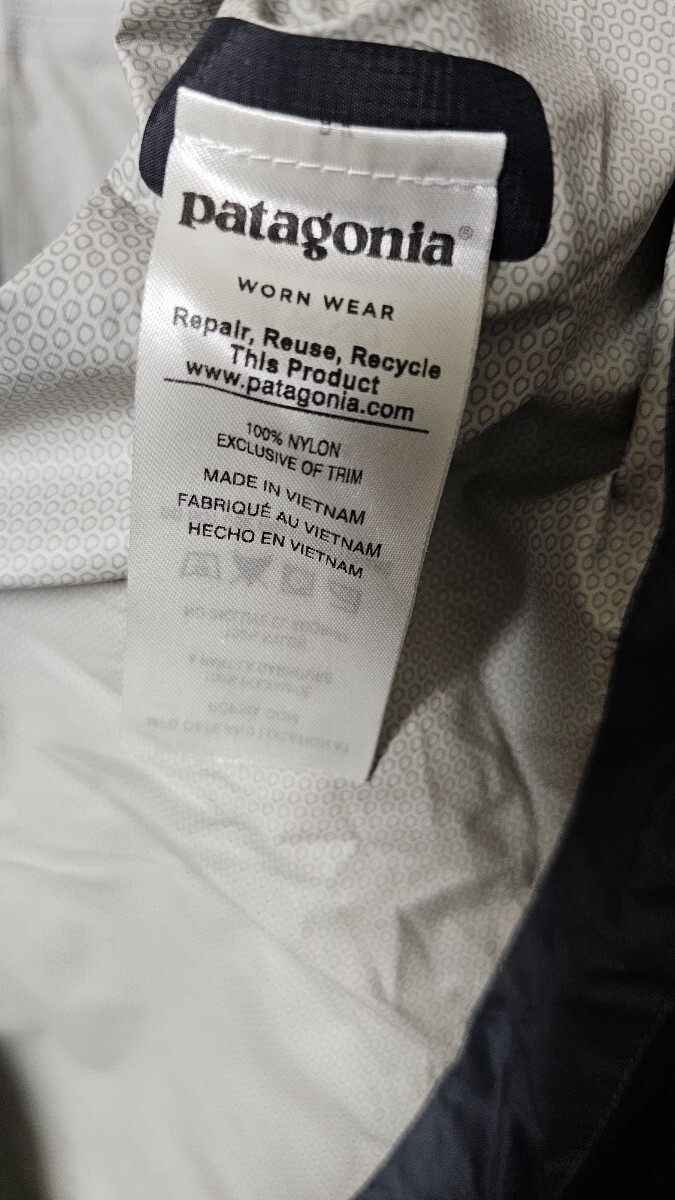 patagonia®
WORN WEAR
Repair, Reuse, Recycle
This Product
www.patagonia.com
100% NYLON
EXCLUSIVE OF TRIM
MADE IN VIETNAM
FABRIQUÉ AU VIETNAM
HECHO EN VIETNAM